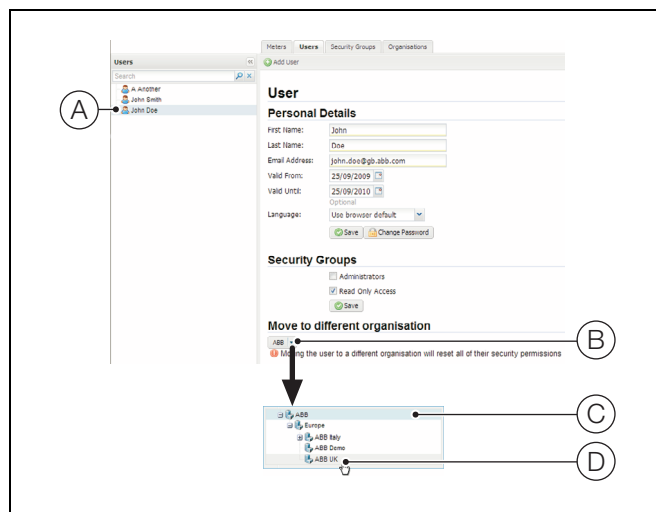 Meters Users Security Groups Organisations
Users
Add User
Search
A Another
John Smith
John Doe
A
User
Personal Details
First Name: John
Last Name: Doe
Email Address: john.doe@gb.abb.com
Valid From: 25/09/2009
Valid Until: 25/09/2010
Optional
Language: Use browser default
Save Change Password
Security Groups
Administrators
Read Only Access
Save
Move to different organisation
ABB
B
Moving the user to a different organisation will reset all of their security permissions
ABB
C
Europe
ABB Italy
ABB Demo
ABB UK
D